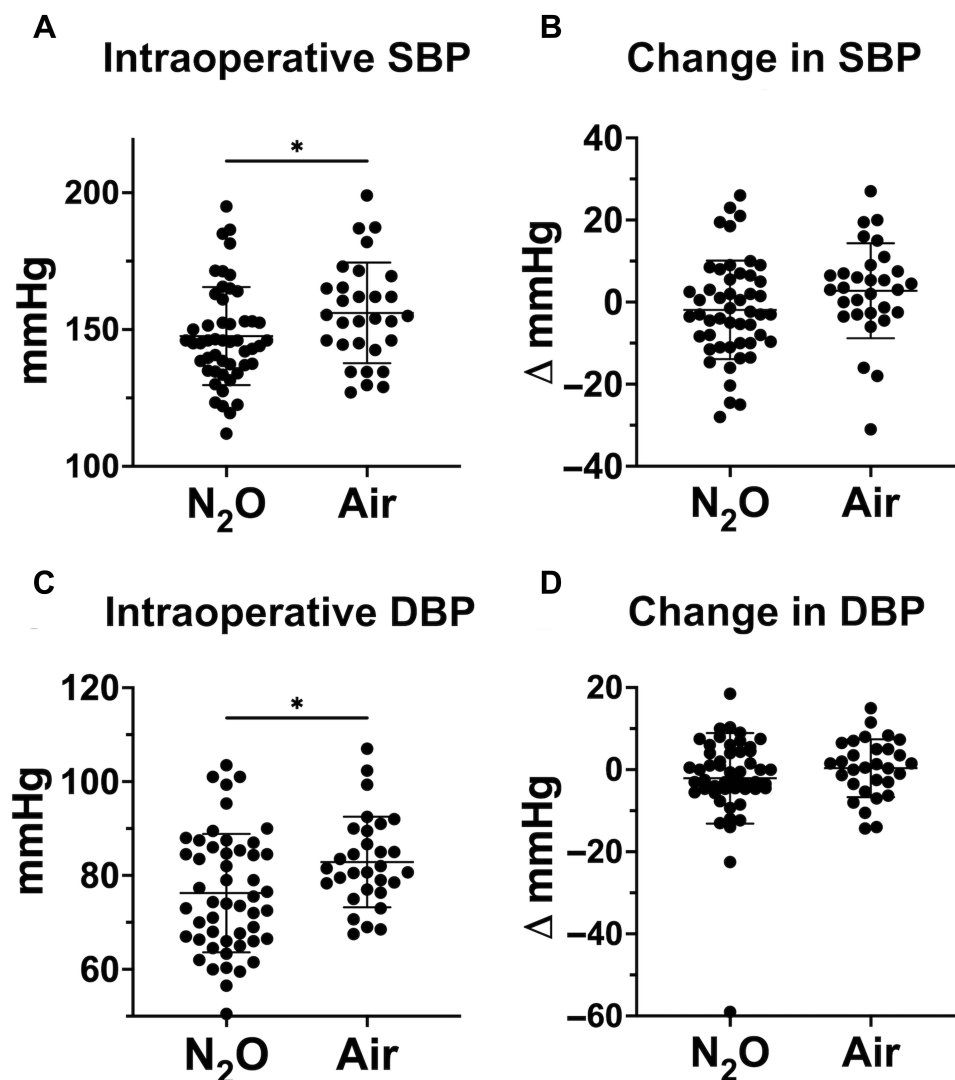 A
Intraoperative SBP
mmHg
200
150
100
*
N₂O
Air
B
Change in SBP
Δ mmHg
40
20
0
−20
−40
N₂O
Air
C
Intraoperative DBP
mmHg
120
100
80
60
*
N₂O
Air
D
Change in DBP
Δ mmHg
20
0
−20
−40
−60
N₂O
Air